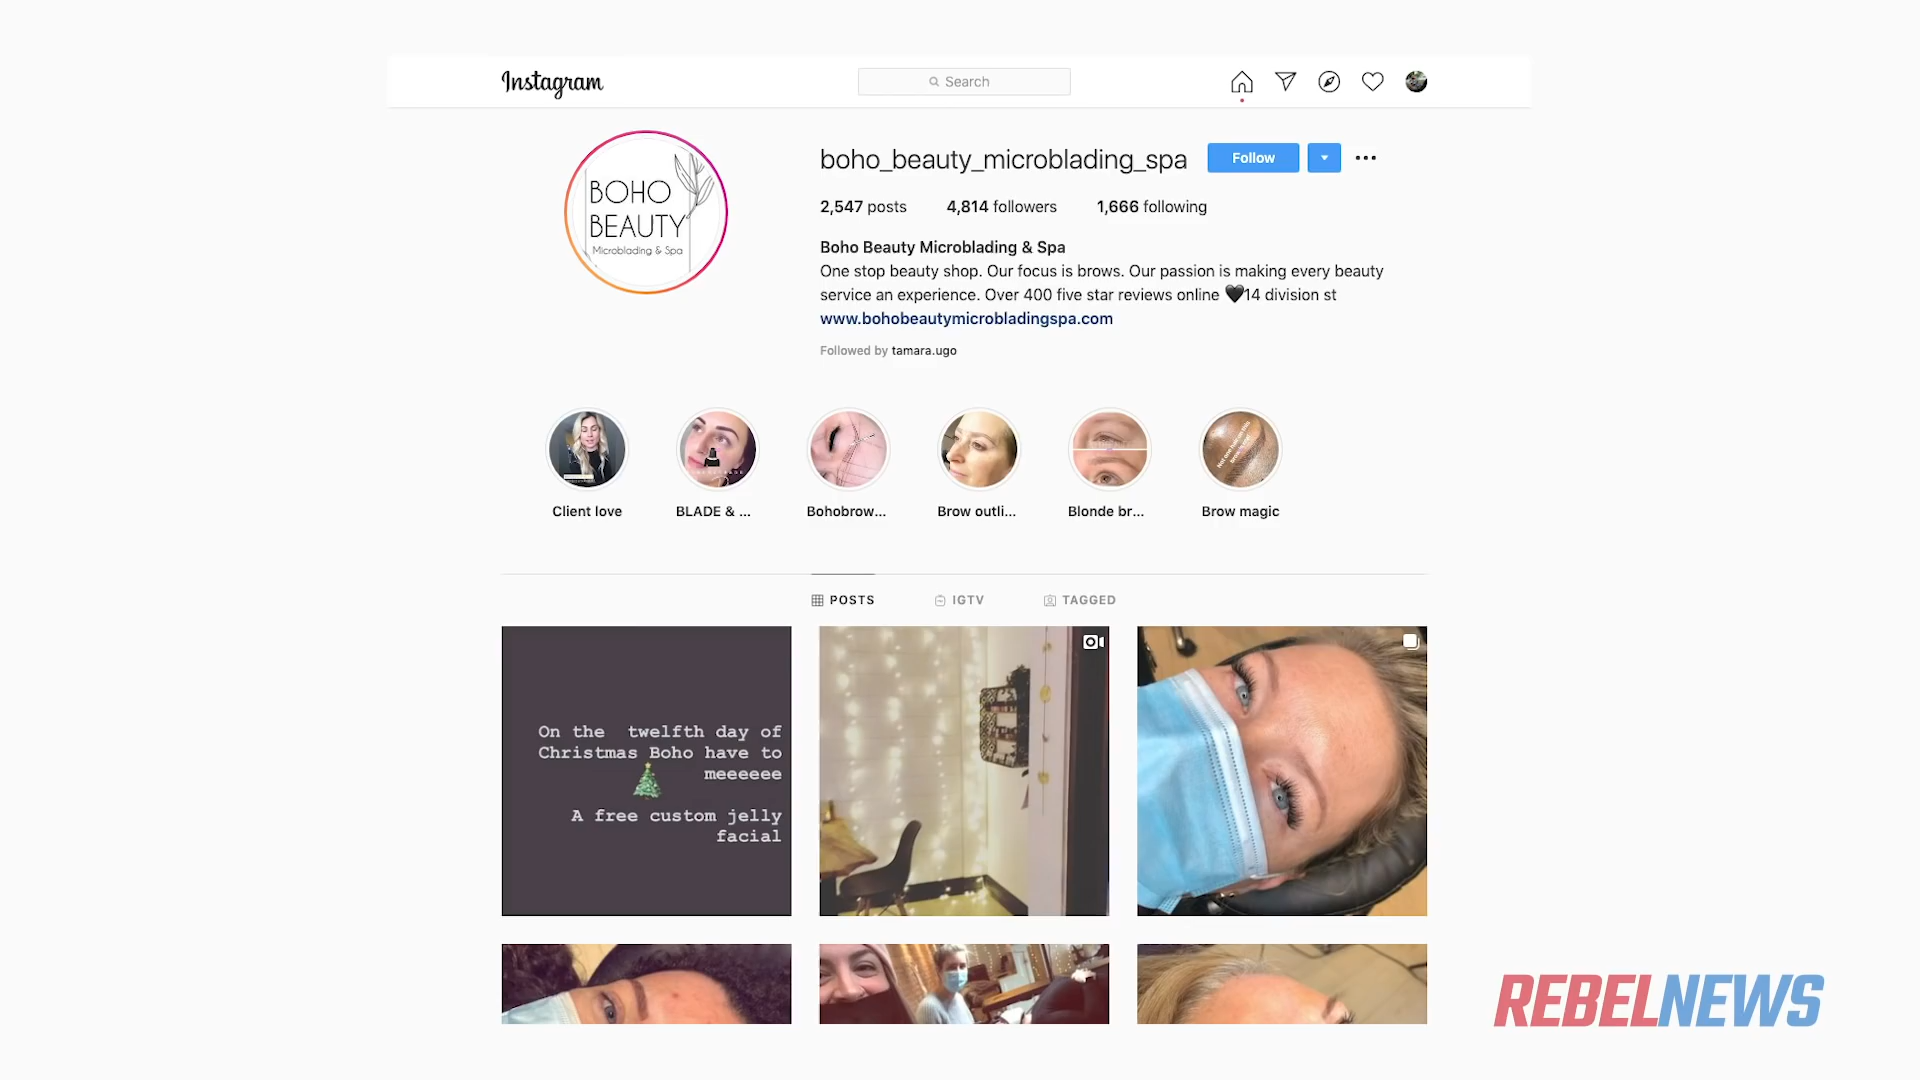 Instagram
Search
BOHO
BEAUTY
Microblading & Spa
boho_beauty_microblading_spa
Follow
2,547 posts
4,814 followers
1,666 following
Boho Beauty Microblading & Spa
One stop beauty shop. Our focus is brows. Our passion is making every beauty
service an experience. Over 400 five star reviews online 🖤14 division st
www.bohobeautymicrobladingspa.com
Followed by tamara.ugo
Client love
BLADE & ...
Bohobrow...
Brow outli...
Blonde br...
Brow magic
POSTS
IGTV
TAGGED
On the twelfth day of
Christmas Boho have to
meeeeee
A free custom jelly
facial
REBELNEWS